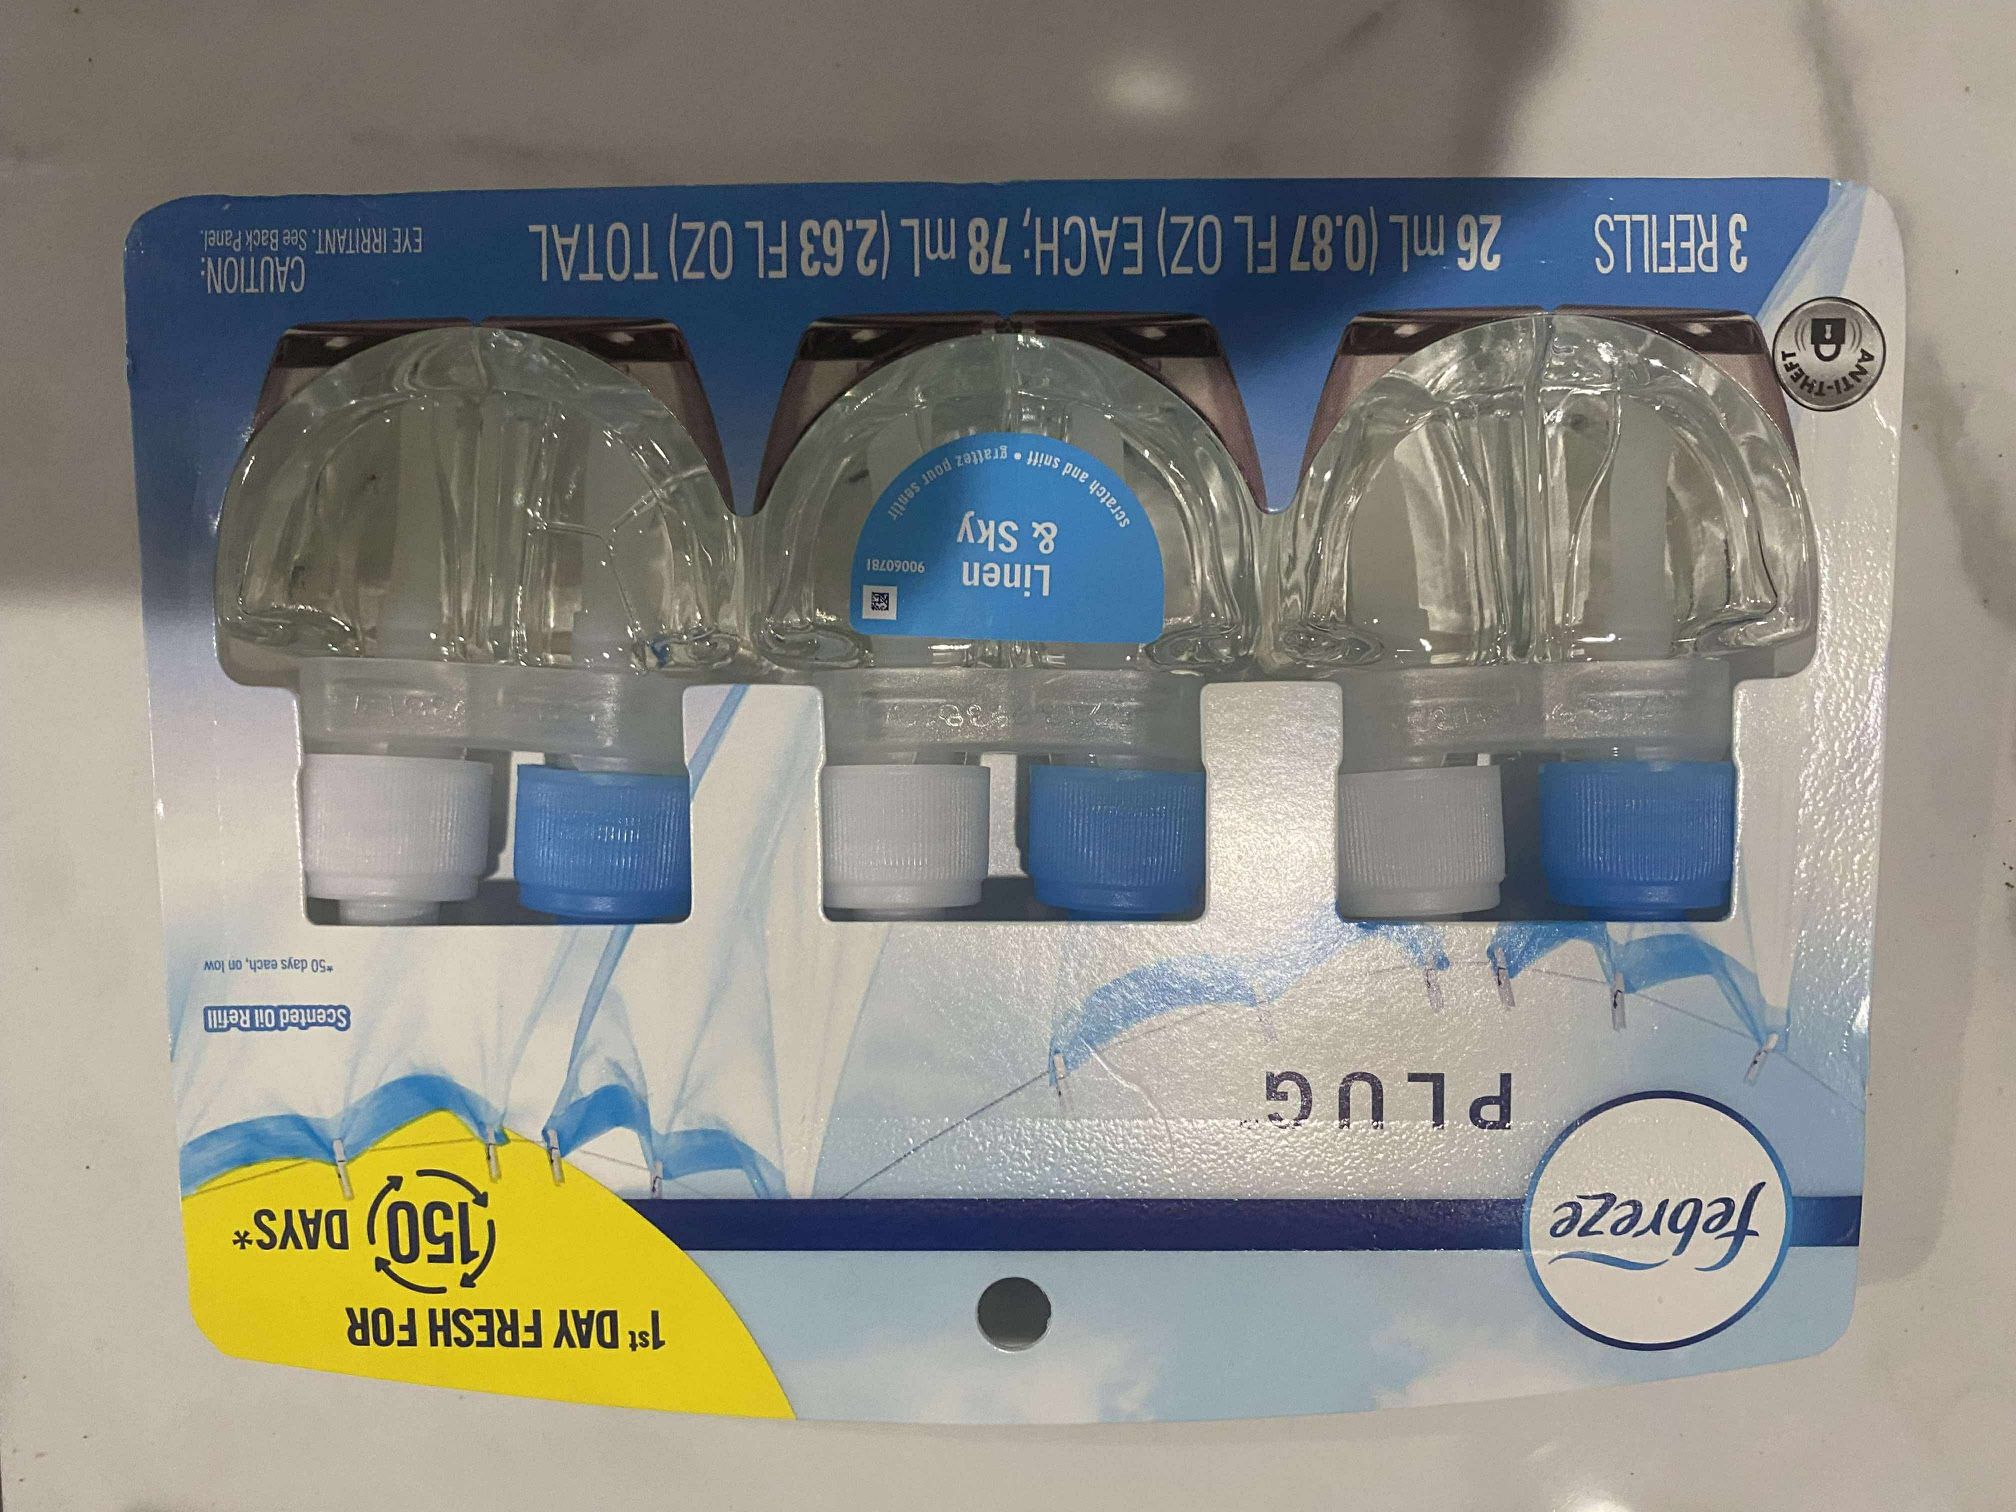 1st DAY FRESH FOR
150 DAYS*
febreze
PLUG
Scented Oil Refill
*50 days each, on low
Linen
& Sky
90060781
scratch and sniff • grattez pour sentir
ANTI-THEFT
3 REFILLS
26 mL (0.87 FL OZ) EACH; 78 mL (2.63 FL OZ) TOTAL
CAUTION:
EYE IRRITANT. See Back Panel.